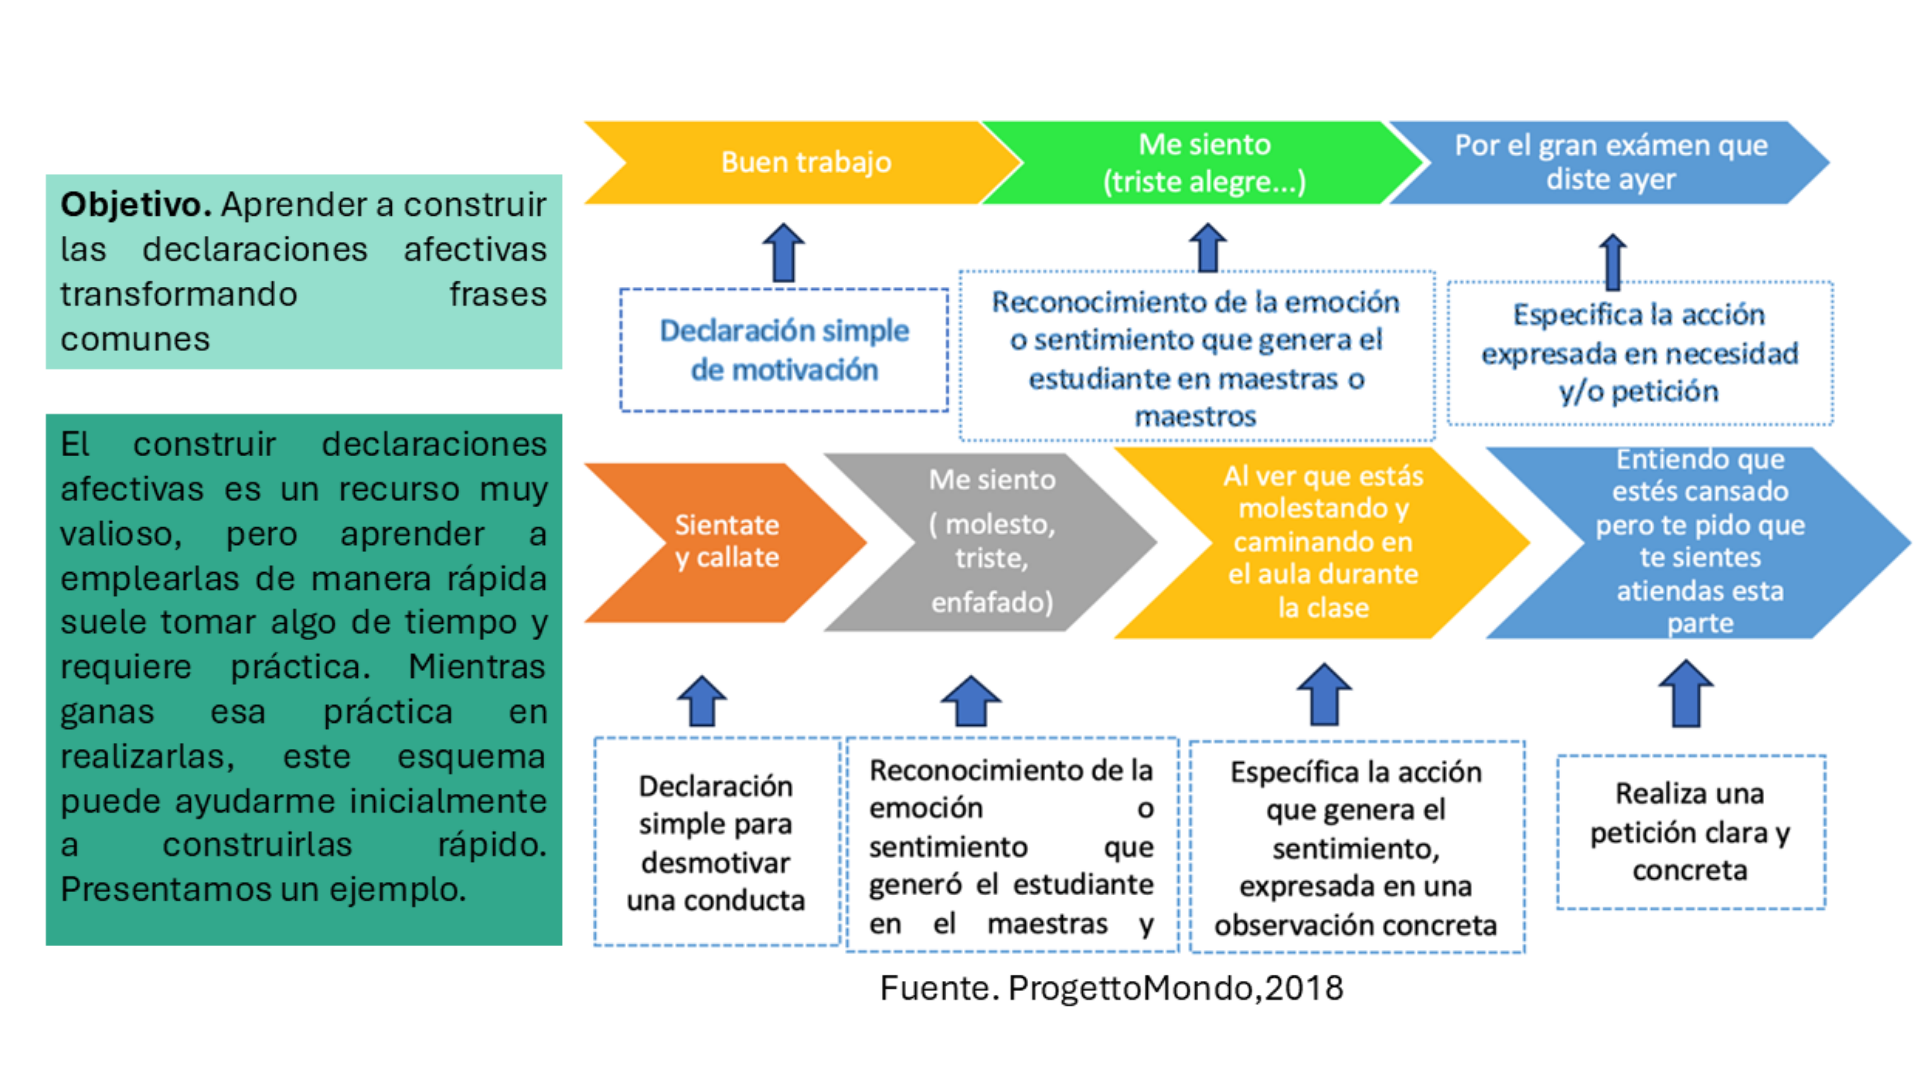 Objetivo. Aprender a construir
las declaraciones afectivas
transformando frases
comunes
El construir declaraciones
afectivas es un recurso muy
valioso, pero aprender a
emplearlas de manera rápida
suele tomar algo de tiempo y
requiere práctica. Mientras
ganas esa práctica en
realizarlas, este esquema
puede ayudarme inicialmente
a construirlas rápido.
Presentamos un ejemplo.
Buen trabajo
Me siento
(triste alegre...)
Por el gran exámen que
diste ayer
Declaración simple
de motivación
Reconocimiento de la emoción
o sentimiento que genera el
estudiante en maestras o
maestros
Especifica la acción
expresada en necesidad
y/o petición
Sientate
y callate
Me siento
( molesto,
triste,
enfafado)
Al ver que estás
molestando y
caminando en
el aula durante
la clase
Entiendo que
estés cansado
pero te pido que
te sientes
atiendas esta
parte
Declaración
simple para
desmotivar
una conducta
Reconocimiento de la
emoción o
sentimiento que
generó el estudiante
en el maestras y
Específica la acción
que genera el
sentimiento,
expresada en una
observación concreta
Realiza una
petición clara y
concreta
Fuente. ProgettoMondo,2018